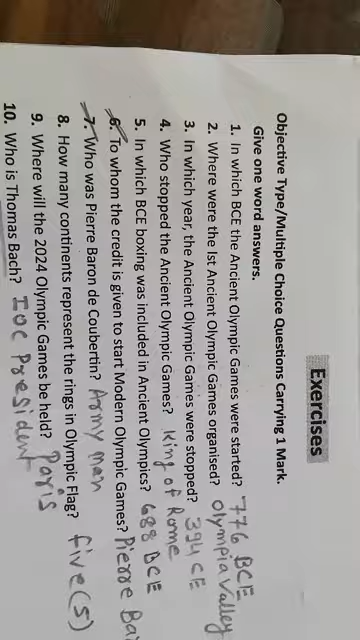 Exercises
Objective Type/Multiple Choice Questions Carrying 1 Mark.
Give one word answers.
1. In which BCE the Ancient Olympic Games were started? 776 BCE
2. Where were the Ist Ancient Olympic Games organised? Olympia Valley
3. In which year, the Ancient Olympic Games were stopped? 394 CE
4. Who stopped the Ancient Olympic Games? King of Rome
5. In which BCE boxing was included in Ancient Olympics? 688 BCE
6. To whom the credit is given to start Modern Olympic Games? Pierre Ba
7. Who was Pierre Baron de Coubertin? Army man
8. How many continents represent the rings in Olympic Flag? five(5)
9. Where will the 2024 Olympic Games be held? Paris
10. Who is Thomas Bach? IOC President